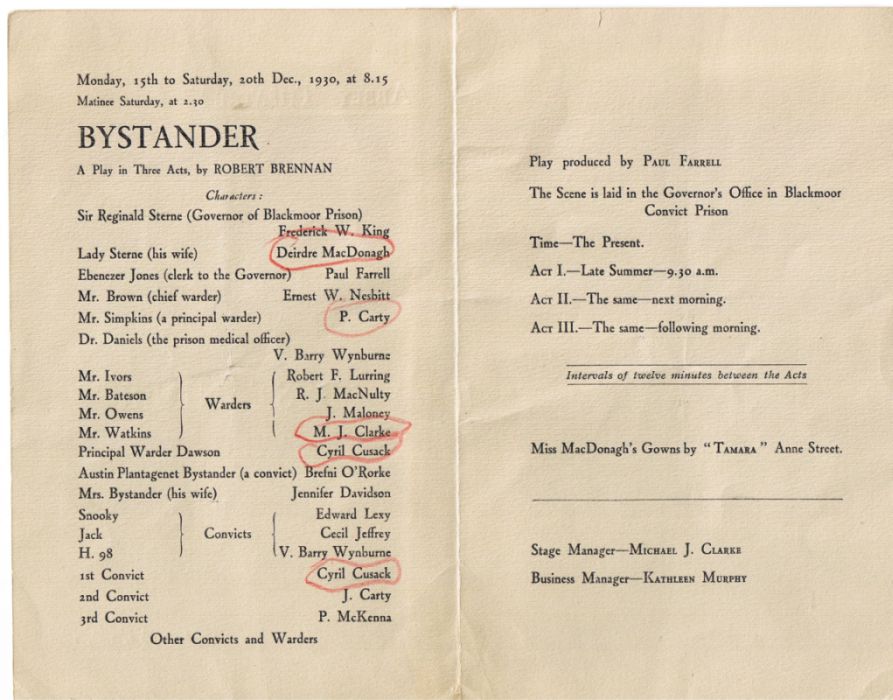 Monday, 15th to Saturday, 20th Dec., 1930, at 8.15
Matinee Saturday, at 2.30
BYSTANDER
A Play in Three Acts, by ROBERT BRENNAN
Characters :
Sir Reginald Sterne (Governor of Blackmoor Prison)
Frederick W. King
Lady Sterne (his wife) Deirdre MacDonagh
Ebenezer Jones (clerk to the Governor) Paul Farrell
Mr. Brown (chief warder) Ernest W. Nesbitt
Mr. Simpkins (a principal warder) P. Carty
Dr. Daniels (the prison medical officer)
V. Barry Wynburne
Mr. Ivors Robert F. Lurring
Mr. Bateson R. J. MacNulty
Warders
Mr. Owens J. Maloney
Mr. Watkins M. J. Clarke
Principal Warder Dawson Cyril Cusack
Austin Plantagenet Bystander (a convict) Brefni O'Rorke
Mrs. Bystander (his wife) Jennifer Davidson
Snooky Edward Lexy
Jack Convicts Cecil Jeffrey
H. 98 V. Barry Wynburne
1st Convict Cyril Cusack
2nd Convict J. Carty
3rd Convict P. McKenna
Other Convicts and Warders
Play produced by PAUL FARRELL
The Scene is laid in the Governor's Office in Blackmoor
Convict Prison
Time—The Present.
ACT I.—Late Summer—9.30 a.m.
ACT II.—The same—next morning.
ACT III.—The same—following morning.
Intervals of twelve minutes between the Acts
Miss MacDonagh's Gowns by "TAMARA" Anne Street.
Stage Manager—MICHAEL J. CLARKE
Business Manager—KATHLEEN MURPHY